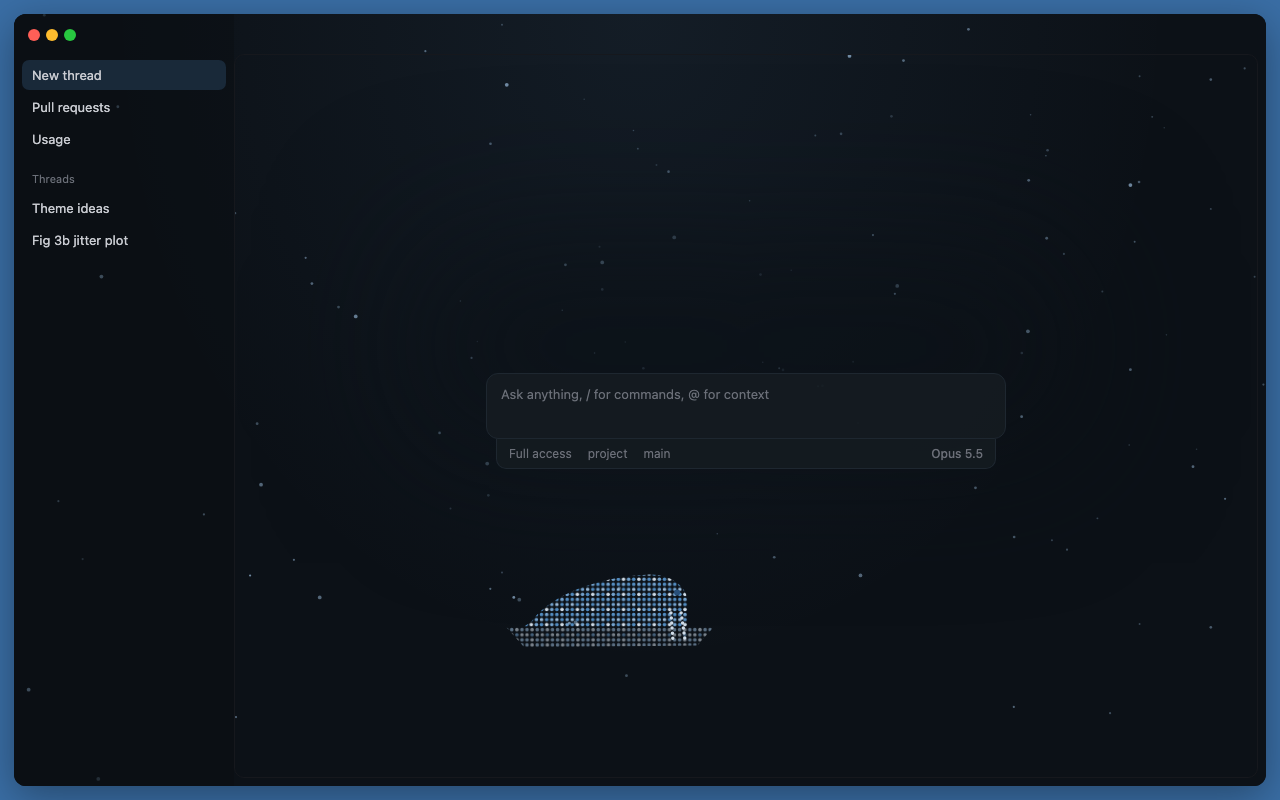 New thread
Pull requests
Usage
Threads
Theme ideas
Fig 3b jitter plot
Ask anything, / for commands, @ for context
Full access project main Opus 5.5